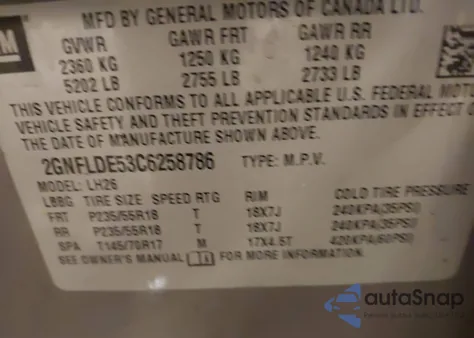 GM
MFD BY GENERAL MOTORS OF CANADA LTD.
GVWR GAWR FRT GAWR RR
2360 KG 1250 KG 1240 KG
5202 LB 2755 LB 2733 LB
THIS VEHICLE CONFORMS TO ALL APPLICABLE U.S. FEDERAL MOTO
VEHICLE SAFETY AND THEFT PREVENTION STANDARDS IN EFFECT O
THE DATE OF MANUFACTURE SHOWN ABOVE.
2GNFLDE53C6258786 TYPE: M.P.V.
MODEL: LH26
TIRE SIZE SPEED RTG RIM COLD TIRE PRESSURE
FRT P235/55R18 T 18X7J 240KPA(35PSI)
RR P235/55R18 T 18X7J 240KPA(35PSI)
SPA T145/70R17 M 17X4.5T 420KPA(60PSI)
SEE OWNER'S MANUAL FOR MORE INFORMATION.
autaSnap